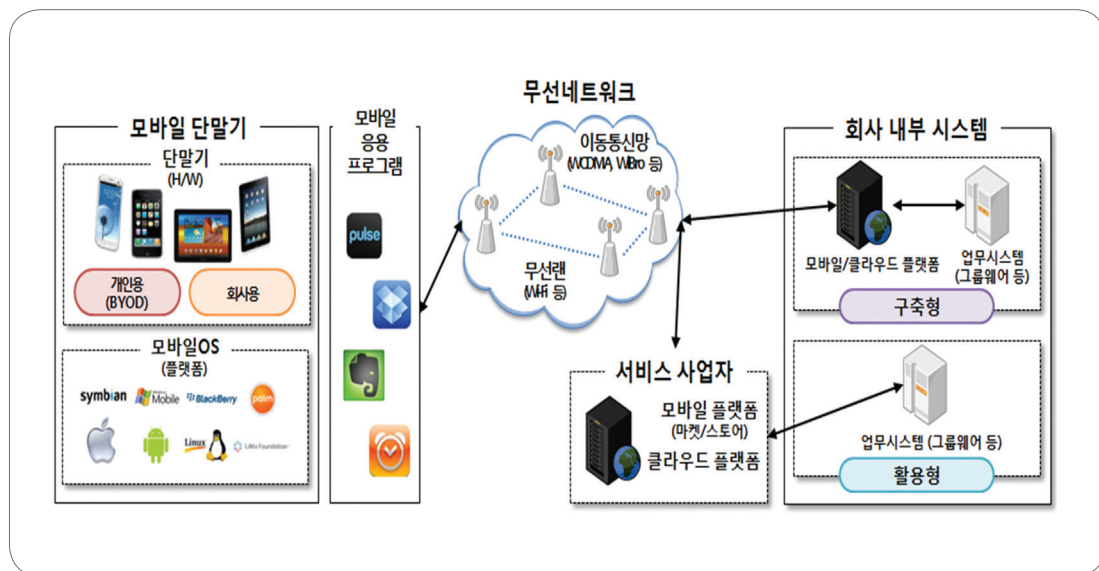 모바일 단말기
단말기
(H/W)
개인용
(BYOD)
회사용
모바일OS
(플랫폼)
symbian
Windows
Mobile
BlackBerry
palm
Linux
LiMo Foundation
모바일
응용
프로그램
pulse
무선네트워크
이동통신망
(WCDMA, WiBro 등)
무선랜
(Wi-Fi 등)
서비스 사업자
모바일 플랫폼
(마켓/스토어)
클라우드 플랫폼
회사 내부 시스템
모바일/클라우드 플랫폼
업무시스템
(그룹웨어 등)
구축형
업무시스템 (그룹웨어 등)
활용형